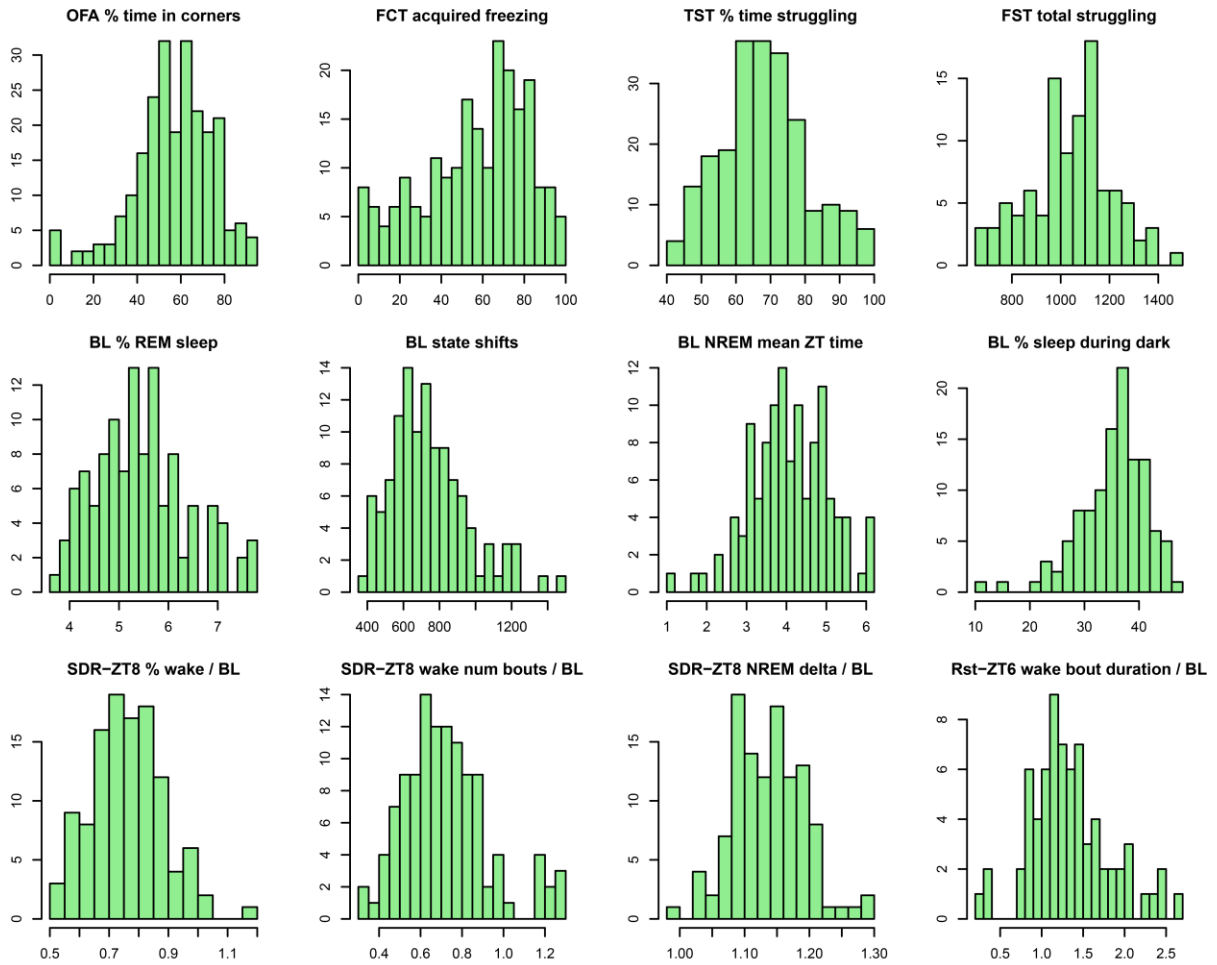 OFA % time in corners
0 5 10 15 20 25 30
0 20 40 60 80
FCT acquired freezing
0 5 10 15 20
0 20 40 60 80 100
TST % time struggling
0 10 20 30
40 50 60 70 80 90 100
FST total struggling
0 5 10 15
800 1000 1200 1400
BL % REM sleep
0 2 4 6 8 10 12
4 5 6 7
BL state shifts
0 2 4 6 8 10 12 14
400 600 800 1200
BL NREM mean ZT time
0 2 4 6 8 10 12
1 2 3 4 5 6
BL % sleep during dark
0 5 10 15 20
10 20 30 40
SDR−ZT8 % wake / BL
0 5 10 15
0.5 0.7 0.9 1.1
SDR−ZT8 wake num bouts / BL
0 2 4 6 8 10 12 14
0.4 0.6 0.8 1.0 1.2
SDR−ZT8 NREM delta / BL
0 5 10 15
1.00 1.10 1.20 1.30
Rst−ZT6 wake bout duration / BL
0 2 4 6 8
0.5 1.0 1.5 2.0 2.5